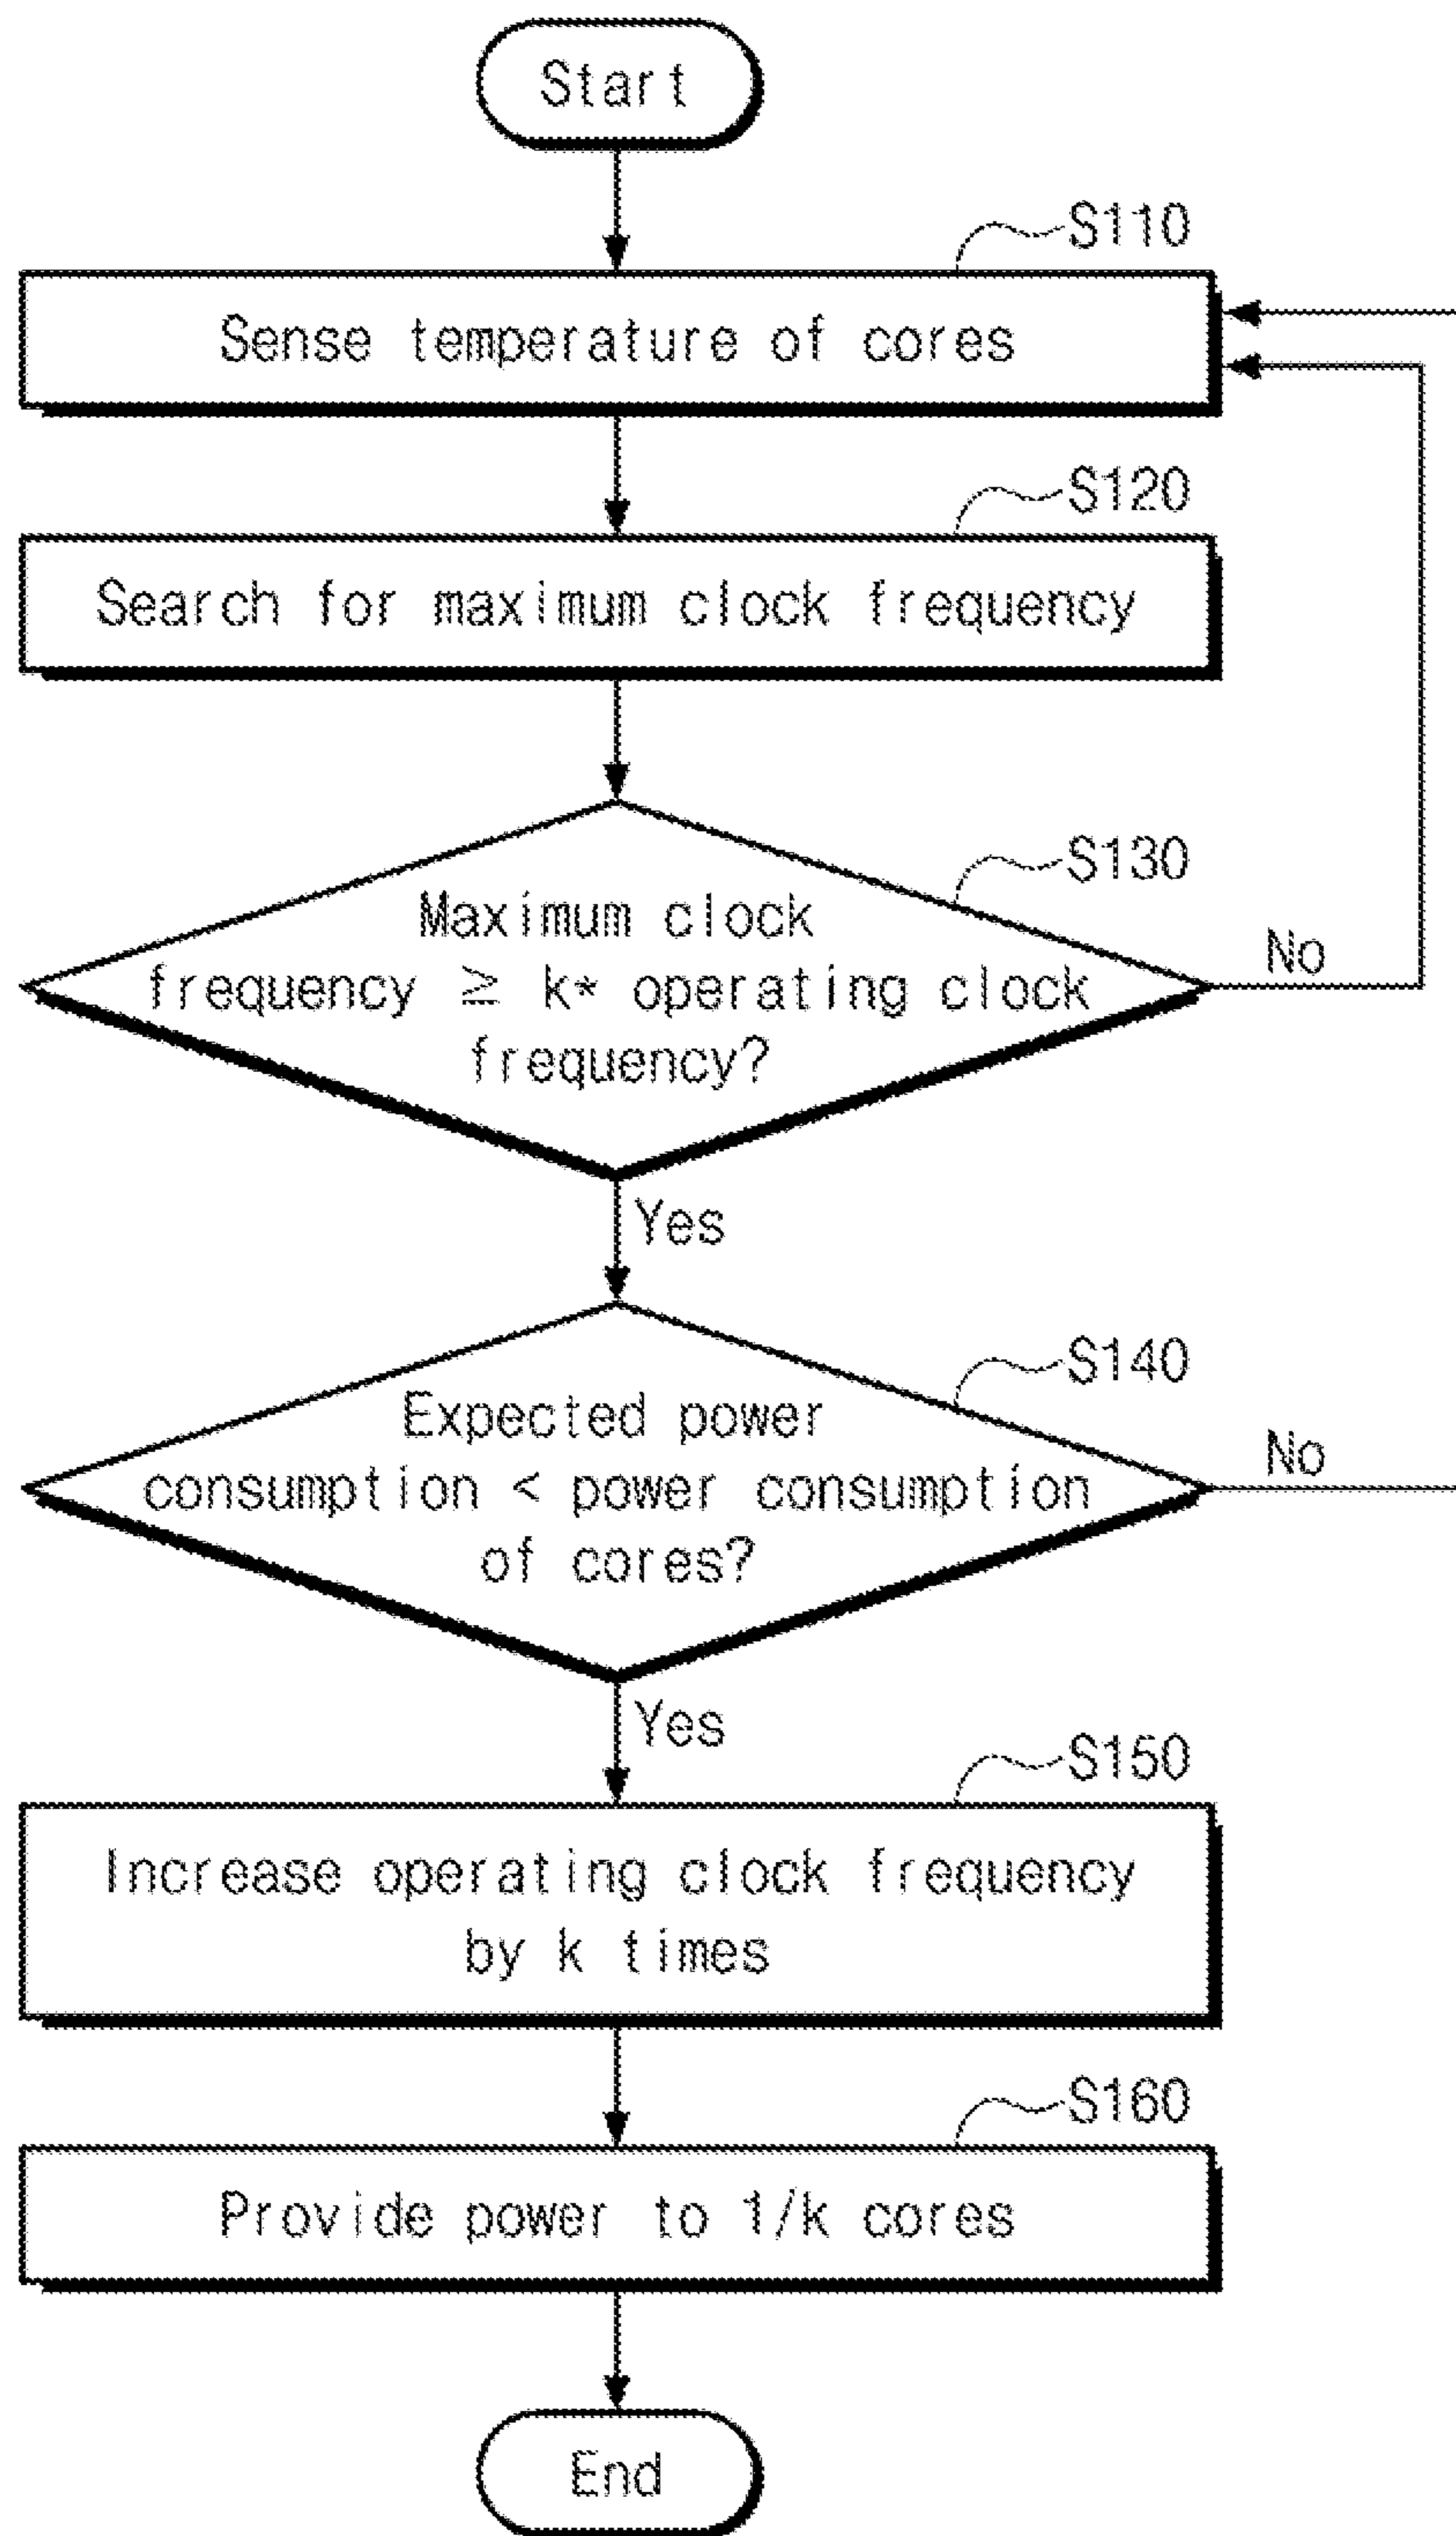 Start
S110
Sense temperature of cores
S120
Search for maximum clock frequency
S130
Maximum clock
frequency ≥ k* operating clock
frequency?
No
Yes
S140
Expected power
consumption < power consumption
of cores?
No
Yes
S150
Increase operating clock frequency
by k times
S160
Provide power to 1/k cores
End